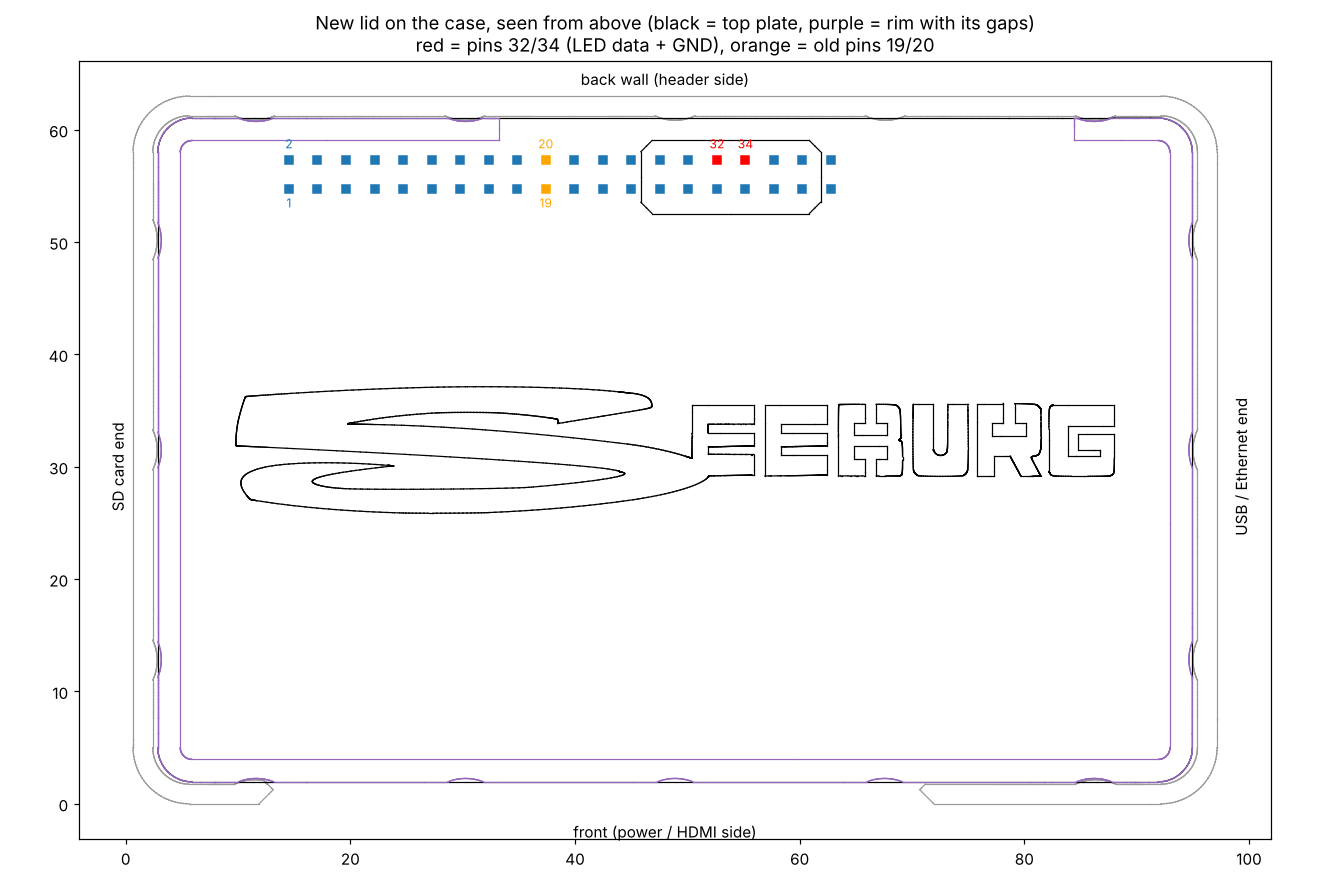 New lid on the case, seen from above (black = top plate, purple = rim with its gaps)
red = pins 32/34 (LED data + GND), orange = old pins 19/20
back wall (header side)
60
2
20
32
34
1
19
50
40
SEEBURG
SD card end
USB / Ethernet end
30
20
10
0
front (power / HDMI side)
0
20
40
60
80
100